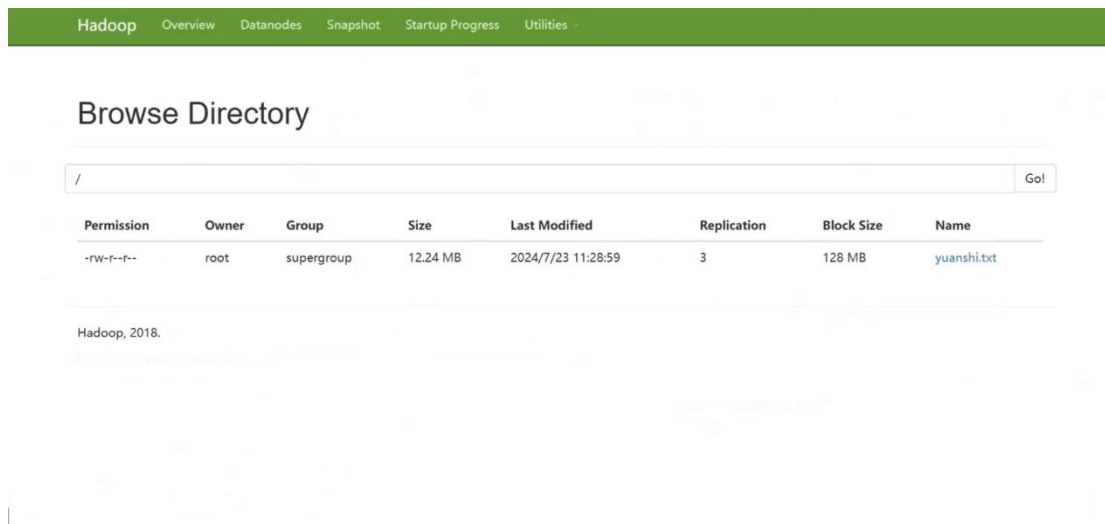 Hadoop Overview Datanodes Snapshot Startup Progress Utilities
Browse Directory
/ Go!
Permission Owner Group Size Last Modified Replication Block Size Name
-rw-r--r-- root supergroup 12.24 MB 2024/7/23 11:28:59 3 128 MB yuanshi.txt
Hadoop, 2018.